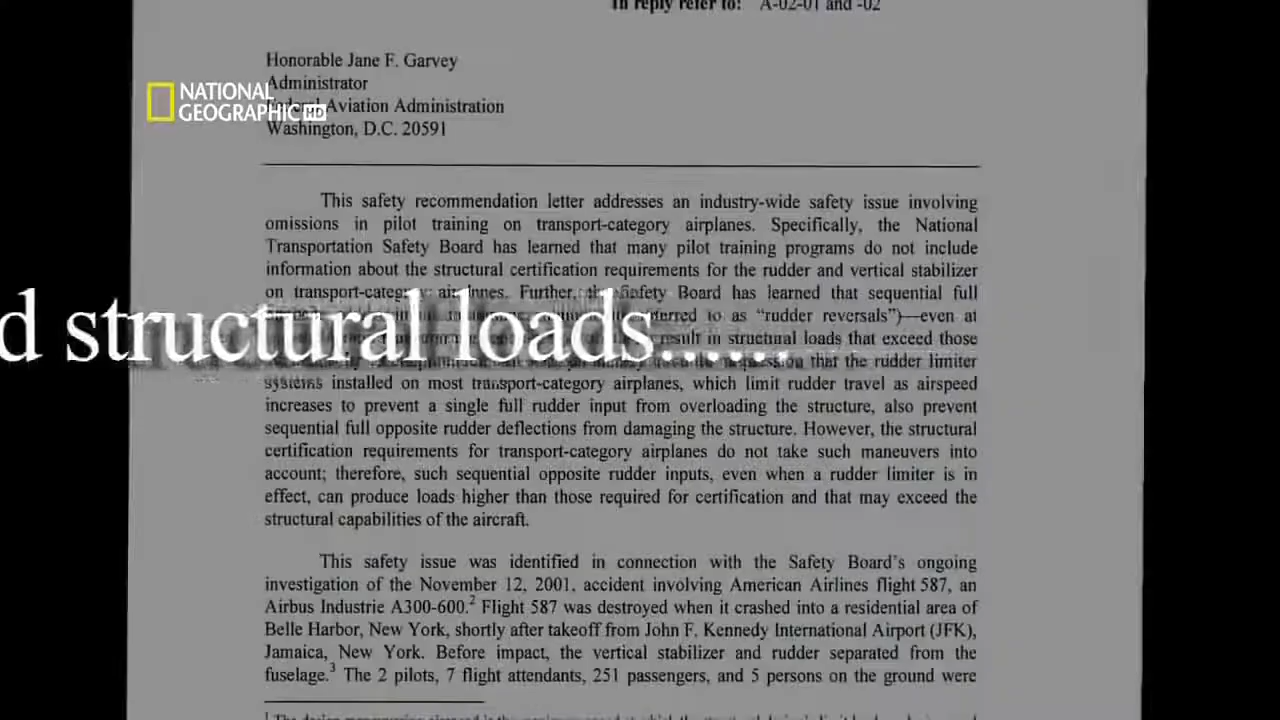 In reply refer to: A-02-01 and -02
Honorable Jane F. Garvey
Administrator
NATIONAL
GEOGRAPHIC HD
Federal Aviation Administration
Washington, D.C. 20591
This safety recommendation letter addresses an industry-wide safety issue involving
omissions in pilot training on transport-category airplanes. Specifically, the National
Transportation Safety Board has learned that many pilot training programs do not include
information about the structural certification requirements for the rudder and vertical stabilizer
on transport-category airplanes. Further, the Safety Board has learned that sequential full
referred to as “rudder reversals”)—even at
d structural loads......
result in structural loads that exceed those
that the rudder limiter
systems installed on most transport-category airplanes, which limit rudder travel as airspeed
increases to prevent a single full rudder input from overloading the structure, also prevent
sequential full opposite rudder deflections from damaging the structure. However, the structural
certification requirements for transport-category airplanes do not take such maneuvers into
account; therefore, such sequential opposite rudder inputs, even when a rudder limiter is in
effect, can produce loads higher than those required for certification and that may exceed the
structural capabilities of the aircraft.
This safety issue was identified in connection with the Safety Board’s ongoing
investigation of the November 12, 2001, accident involving American Airlines flight 587, an
Airbus Industrie A300-600.2 Flight 587 was destroyed when it crashed into a residential area of
Belle Harbor, New York, shortly after takeoff from John F. Kennedy International Airport (JFK),
Jamaica, New York. Before impact, the vertical stabilizer and rudder separated from the
fuselage.3 The 2 pilots, 7 flight attendants, 251 passengers, and 5 persons on the ground were